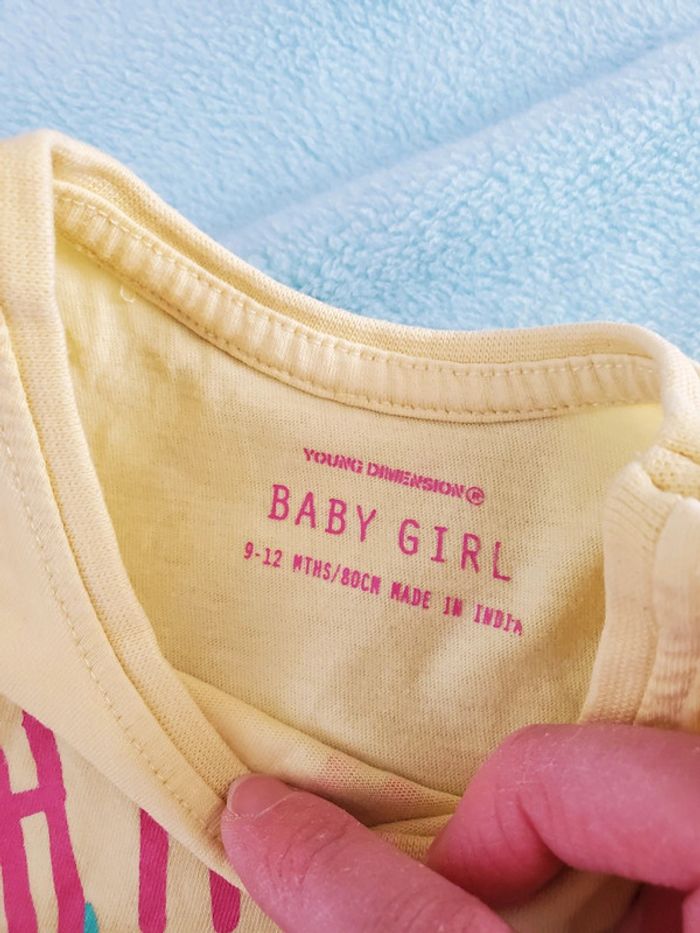 YOUNG DIMENSION®
BABY GIRL
9-12 MTHS/80CM MADE IN INDIA